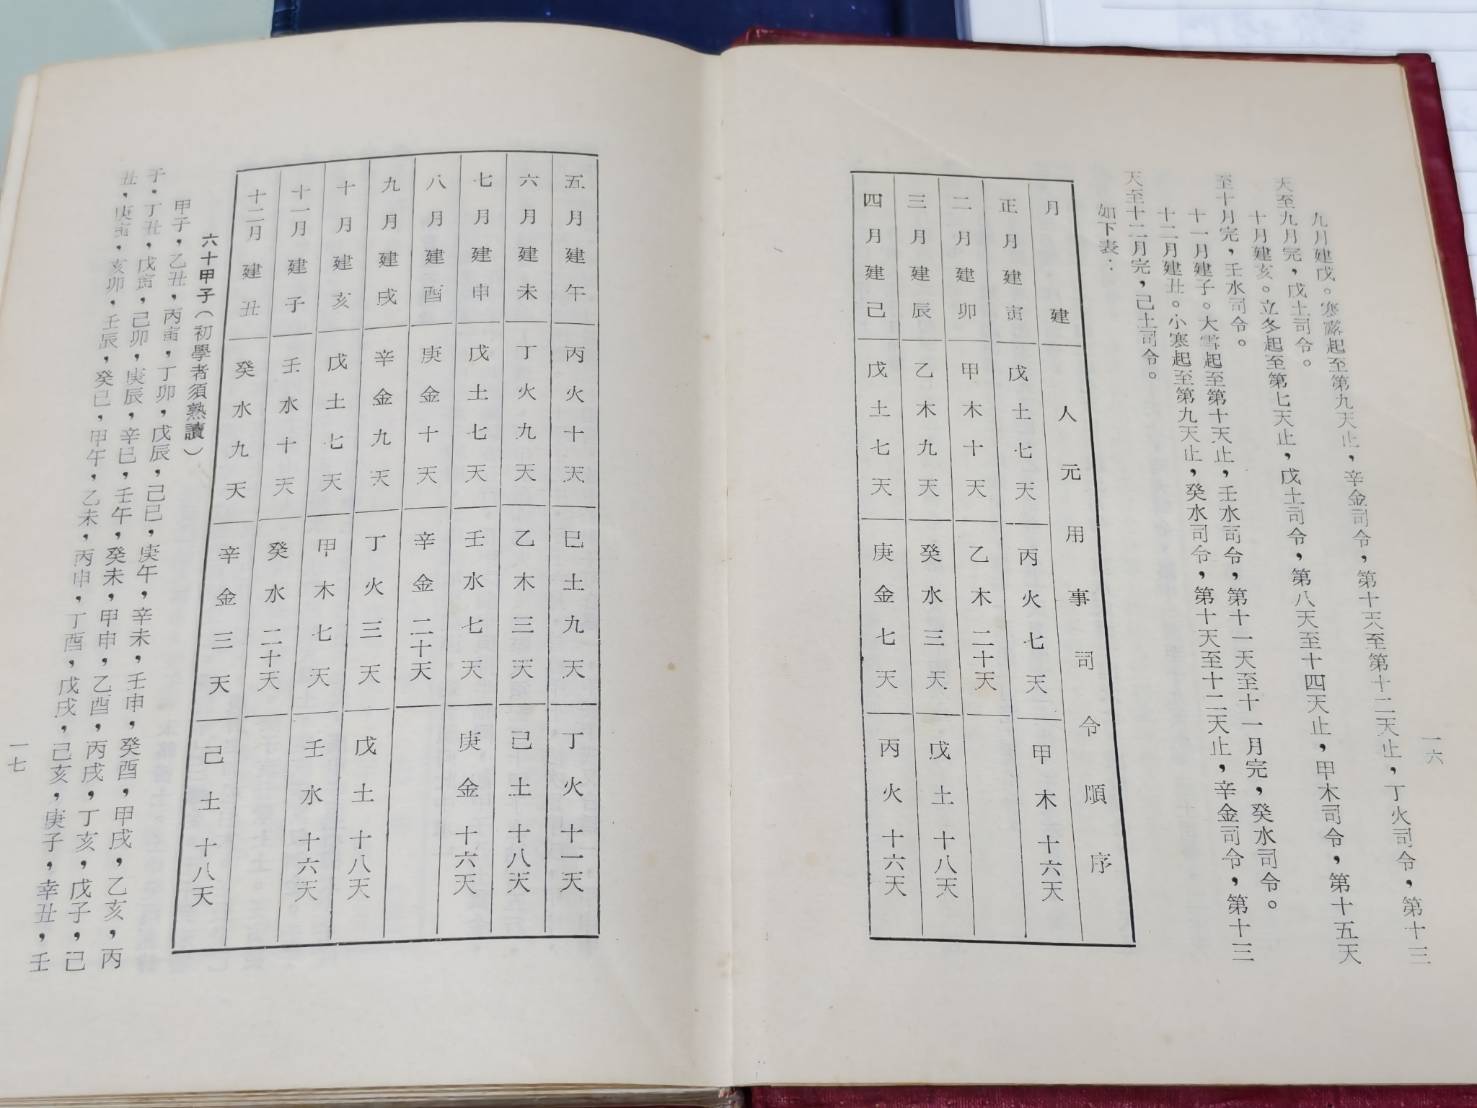 九月建戌。寒露起至第九天止，辛金司令，第十天至第十二天止，丁火司令，第十三
天至九月完，戊土司令。
十月建亥。立冬起至第七天止，戊土司令，第八天至十四天止，甲木司令，第十五天
至十月完，壬水司令。
十一月建子。大雪起至第十天止，壬水司令，第十一天至十一月完，癸水司令。
十二月建丑。小寒起至第九天止，癸水司令，第十天至十二天止，辛金司令，第十三
天至十二月完，己土司令。
如下表：
月建 人元用事司令順序
正月建寅 戊土七天 丙火七天 甲木十六天
二月建卯 甲木十天 乙木二十天
三月建辰 乙木九天 癸水三天 戊土十八天
四月建己 戊土七天 庚金七天 丙火十六天
一六
五月建午 丙火十天 巳土九天 丁火十一天
六月建未 丁火九天 乙木三天 己土十八天
七月建申 戊土七天 壬水七天 庚金十六天
八月建酉 庚金十天 辛金二十天
九月建戌 辛金九天 丁火三天 戊土十八天
十月建亥 戊土七天 甲木七天 壬水十六天
十一月建子 壬水十天 癸水二十天
十二月建丑 癸水九天 辛金三天 己土十八天
六十甲子（初學者須熟讀）
甲子，乙丑，丙寅，丁卯，戊辰，己巳，庚午，辛未，壬申，癸酉，甲戌，乙亥，丙
子，丁丑，戊寅，己卯，庚辰，辛巳，壬午，癸未，甲申，乙酉，丙戌，丁亥，戊子，己
丑，庚寅，亥卯，壬辰，癸巳，甲午，乙未，丙申，丁酉，戊戌，己亥，庚子，幸丑，壬
一七